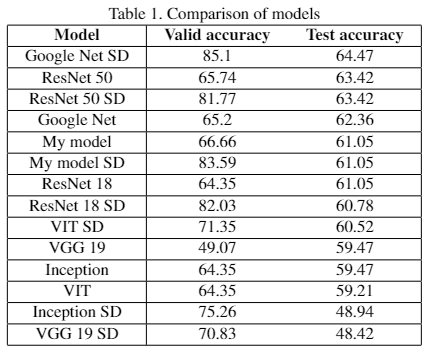 Table 1. Comparison of models
Model Valid accuracy Test accuracy
Google Net SD 85.1 64.47
ResNet 50 65.74 63.42
ResNet 50 SD 81.77 63.42
Google Net 65.2 62.36
My model 66.66 61.05
My model SD 83.59 61.05
ResNet 18 64.35 61.05
ResNet 18 SD 82.03 60.78
VIT SD 71.35 60.52
VGG 19 49.07 59.47
Inception 64.35 59.47
VIT 64.35 59.21
Inception SD 75.26 48.94
VGG 19 SD 70.83 48.42